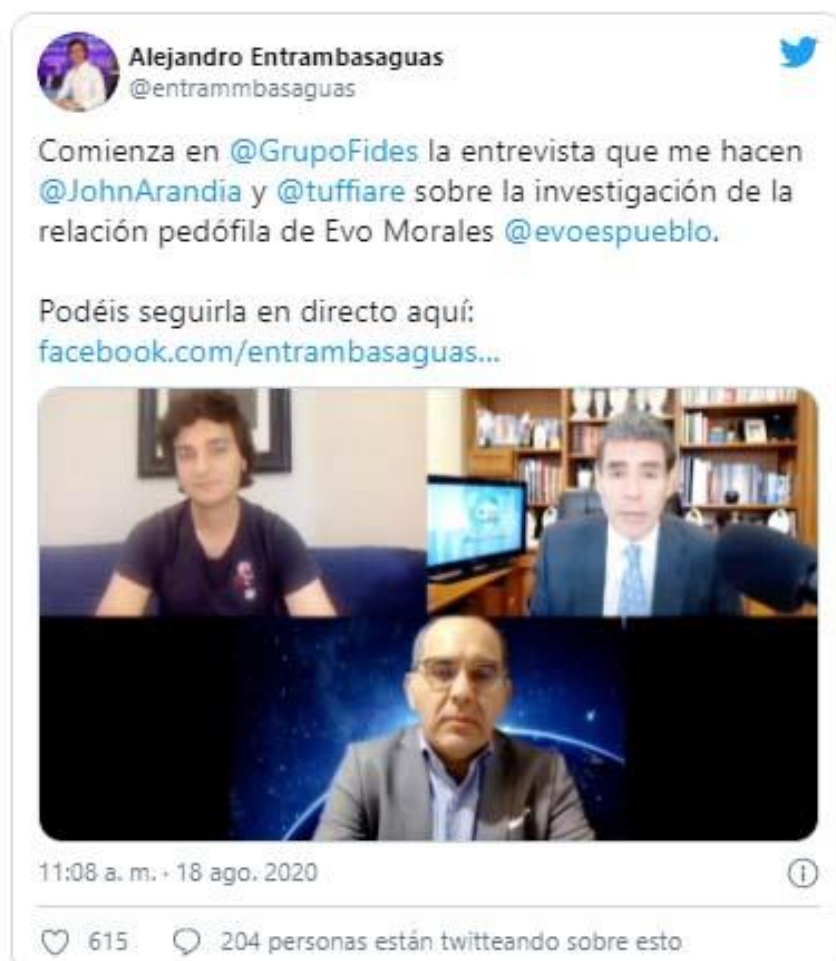 Alejandro Entrambasaguas
@entrammbasaguas
Comienza en @GrupoFides la entrevista que me hacen
@JohnArandia y @tuffiare sobre la investigación de la
relación pedófila de Evo Morales @evoespueblo.
Podéis seguirla en directo aquí:
facebook.com/entrambasaguas...
11:08 a. m. · 18 ago. 2020
615
204 personas están twitteando sobre esto